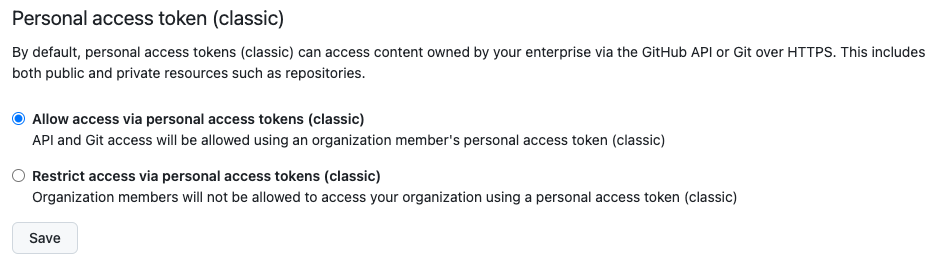 Personal access token (classic)
By default, personal access tokens (classic) can access content owned by your enterprise via the GitHub API or Git over HTTPS. This includes
both public and private resources such as repositories.
Allow access via personal access tokens (classic)
API and Git access will be allowed using an organization member's personal access token (classic)
Restrict access via personal access tokens (classic)
Organization members will not be allowed to access your organization using a personal access token (classic)
Save